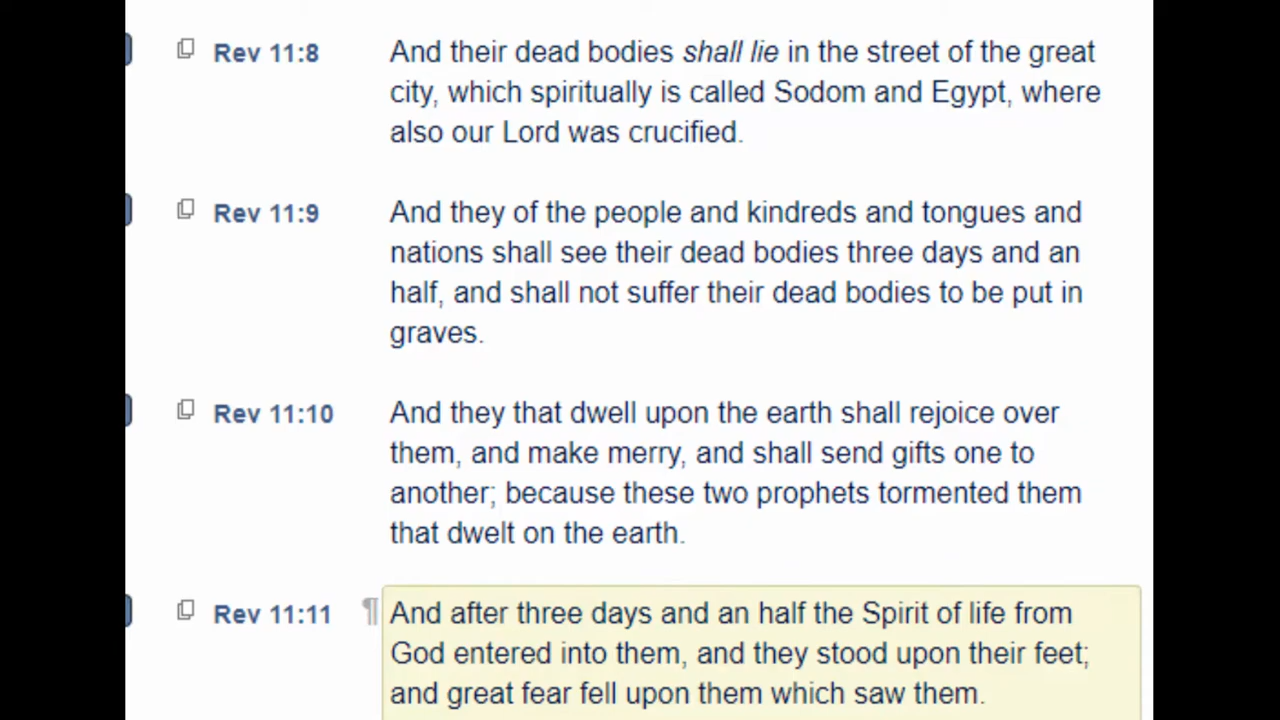 Rev 11:8 And their dead bodies shall lie in the street of the great
city, which spiritually is called Sodom and Egypt, where
also our Lord was crucified.
Rev 11:9 And they of the people and kindreds and tongues and
nations shall see their dead bodies three days and an
half, and shall not suffer their dead bodies to be put in
graves.
Rev 11:10 And they that dwell upon the earth shall rejoice over
them, and make merry, and shall send gifts one to
another; because these two prophets tormented them
that dwelt on the earth.
Rev 11:11 ¶ And after three days and an half the Spirit of life from
God entered into them, and they stood upon their feet;
and great fear fell upon them which saw them.